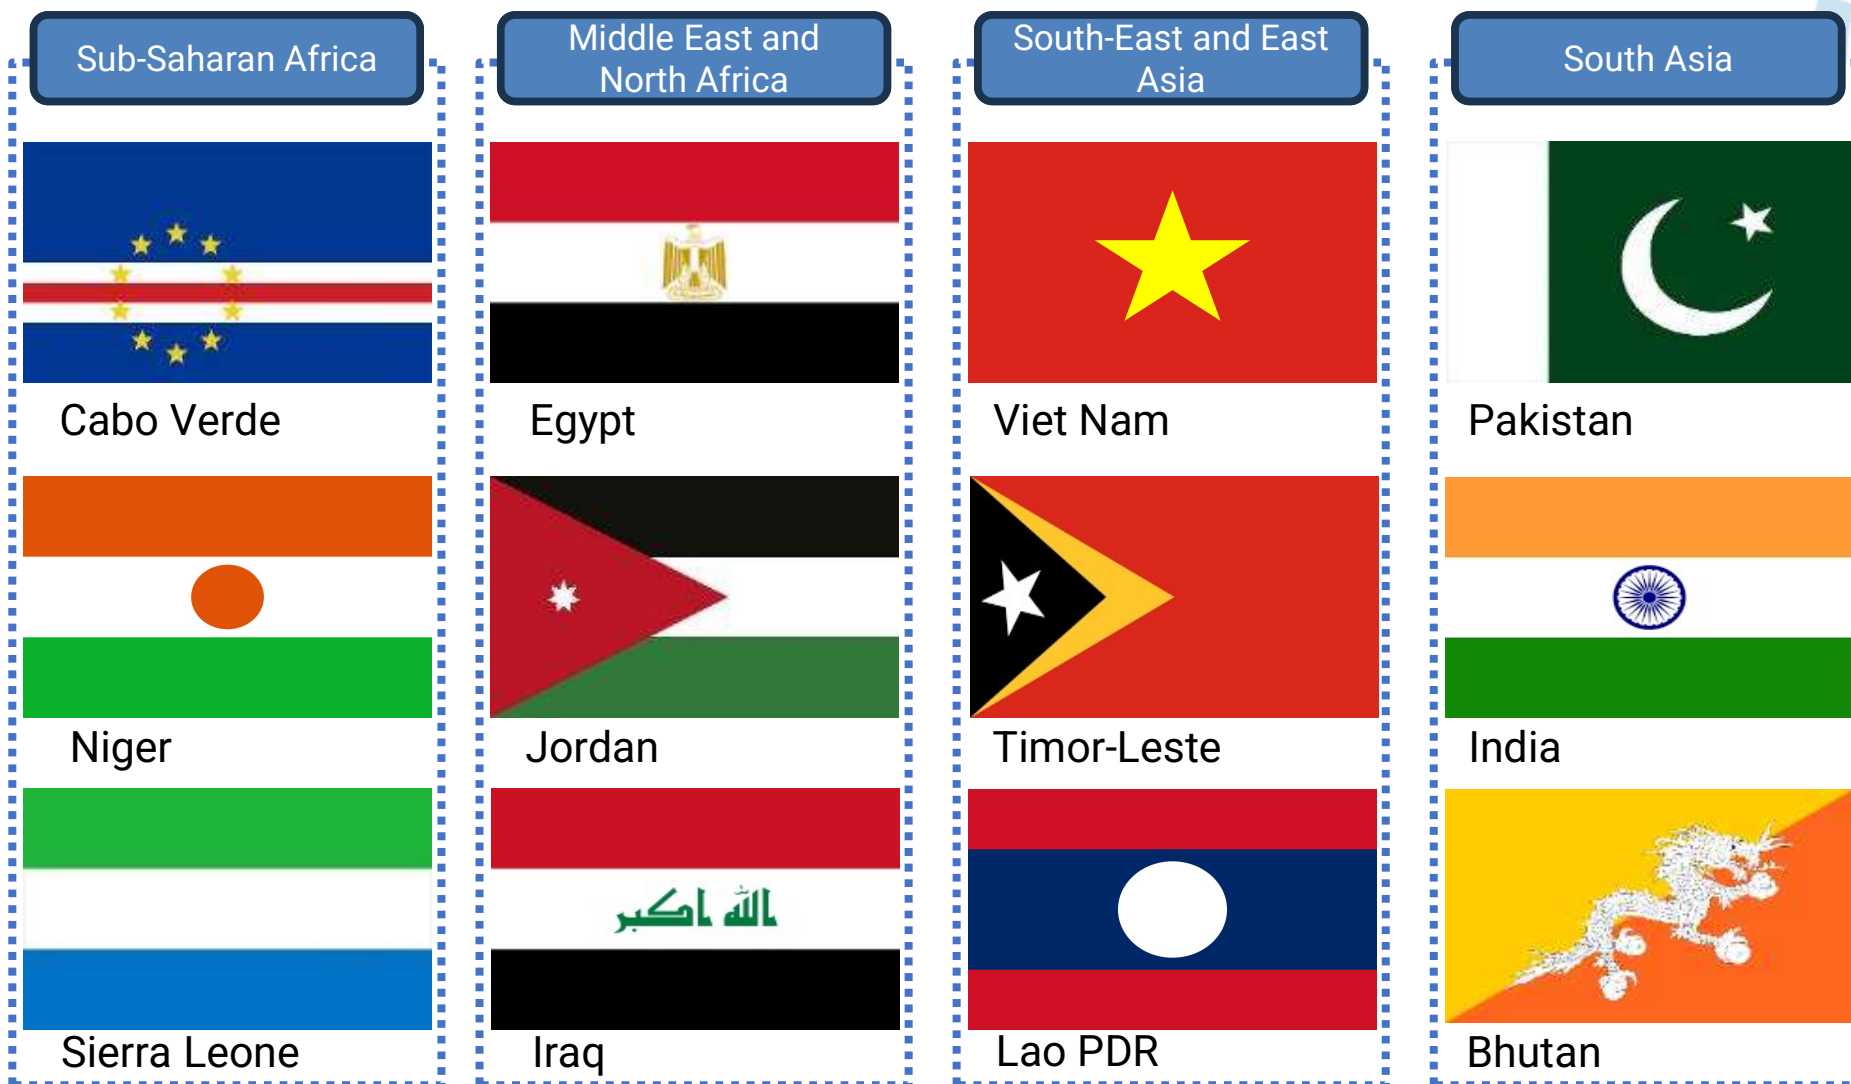 Sub-Saharan Africa
Cabo Verde
Niger
Sierra Leone
Middle East and
North Africa
Egypt
Jordan
الله اكبر
Iraq
South-East and East
Asia
Viet Nam
Timor-Leste
Lao PDR
South Asia
Pakistan
India
Bhutan